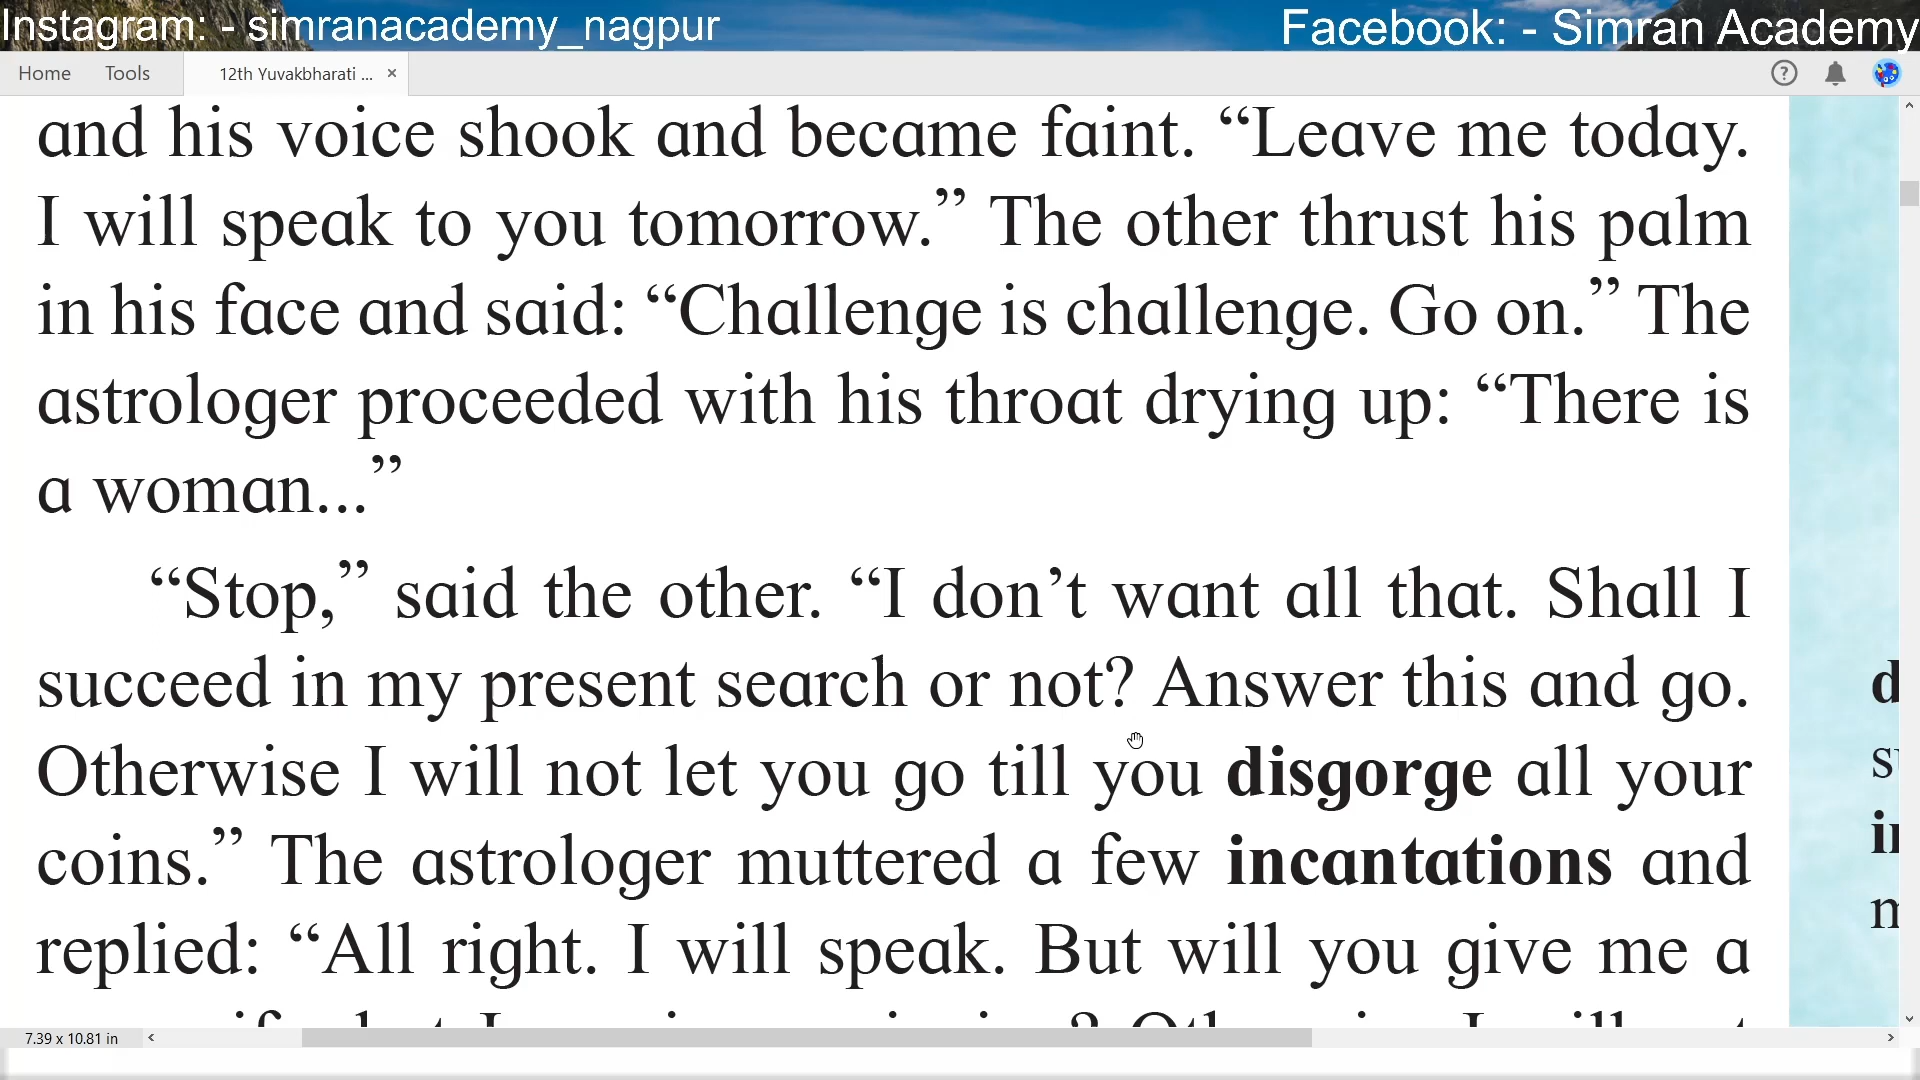 Instagram: - simranacademy_nagpur
Facebook: - Simran Academy
Home
Tools
12th Yuvakbharati ... ×
and his voice shook and became faint. “Leave me today.
I will speak to you tomorrow.” The other thrust his palm
in his face and said: “Challenge is challenge. Go on.” The
astrologer proceeded with his throat drying up: “There is
a woman...”
“Stop,” said the other. “I don’t want all that. Shall I
succeed in my present search or not? Answer this and go.
Otherwise I will not let you go till you disgorge all your
coins.” The astrologer muttered a few incantations and
replied: “All right. I will speak. But will you give me a
7.39 x 10.81 in